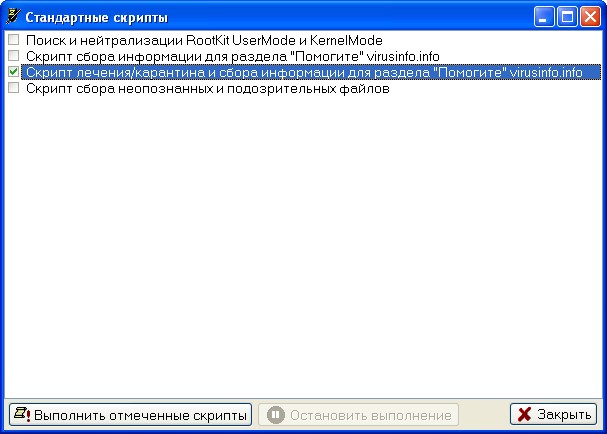 Стандартные скрипты
Поиск и нейтрализации RootKit UserMode и KernelMode
Скрипт сбора информации для раздела "Помогите" virusinfo.info
Скрипт лечения/карантина и сбора информации для раздела "Помогите" virusinfo.info
Скрипт сбора неопознанных и подозрительных файлов
Выполнить отмеченные скрипты Остановить выполнение Закрыть